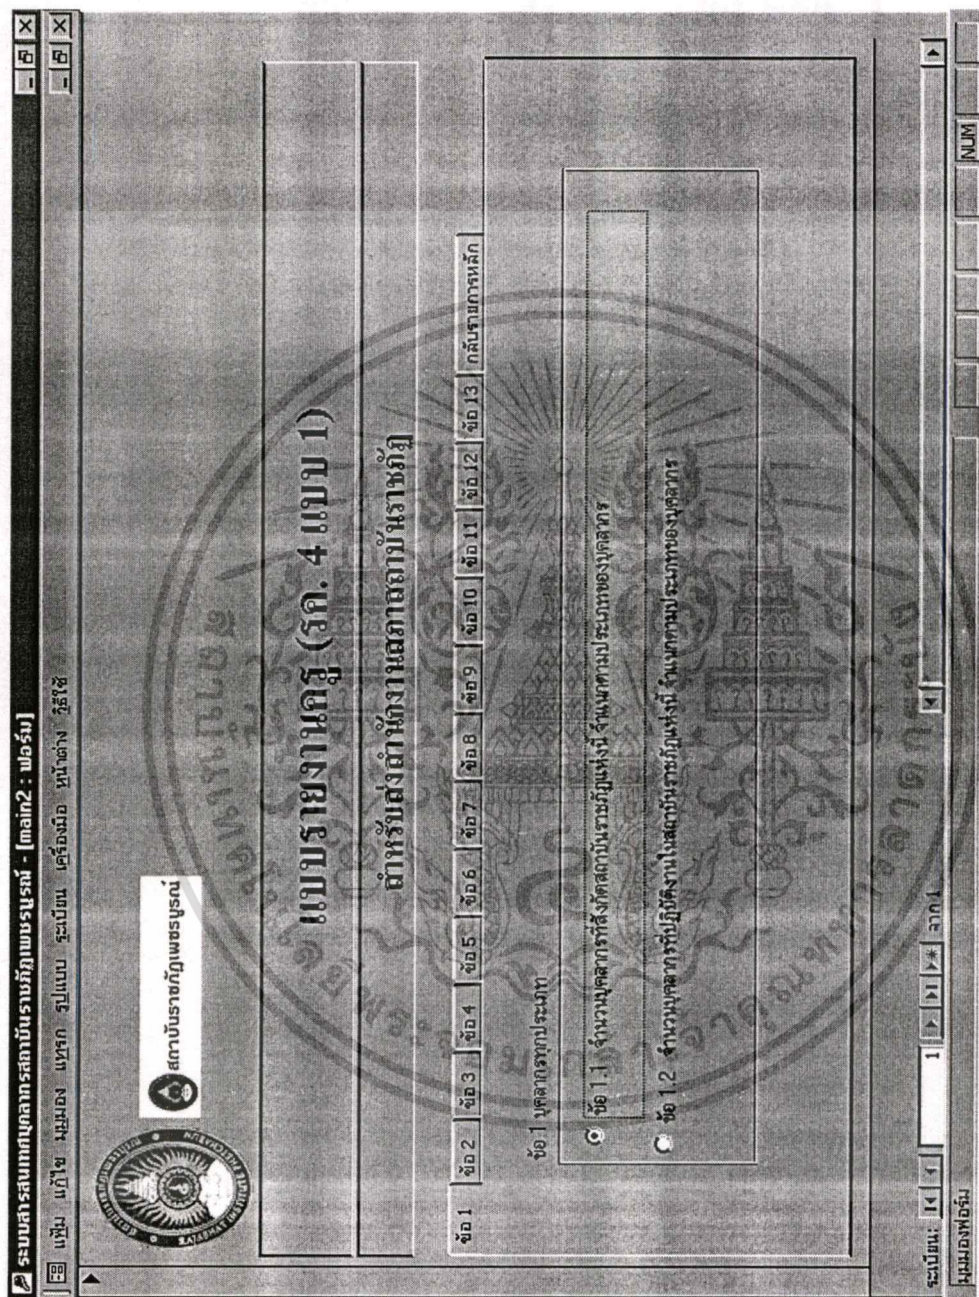 ระบบสารสนเทศบุคลากรสถาบันราชภัฏเพชรบูรณ์ - [main2 : ฟอร์ม]
แฟ้ม แก้ไข มุมมอง แทรก รูปแบบ ระเบียน เครื่องมือ หน้าต่าง วิธีใช้
สถาบันราชภัฏเพชรบูรณ์
แบบรายงานครู (รภ. 4 แบบ 1)
สำหรับส่งสำนักงานสภาสถาบันราชภัฏ
ข้อ 1 ข้อ 2 ข้อ 3 ข้อ 4 ข้อ 5 ข้อ 6 ข้อ 7 ข้อ 8 ข้อ 9 ข้อ 10 ข้อ 11 ข้อ 12 ข้อ 13 กลับรายการหลัก
ข้อ 1 บุคลากรทุกประเภท
ข้อ 1.1 จำนวนบุคลากรที่สังกัดสถาบันราชภัฏแห่งนี้ จำแนกตามประเภทของบุคลากร
ข้อ 1.2 จำนวนบุคลากรที่ปฏิบัติงานในสถาบันราชภัฏแห่งนี้ จำแนกตามประเภทของบุคลากร
ระเบียน: 1 จาก 1
มุมมองฟอร์ม NUM